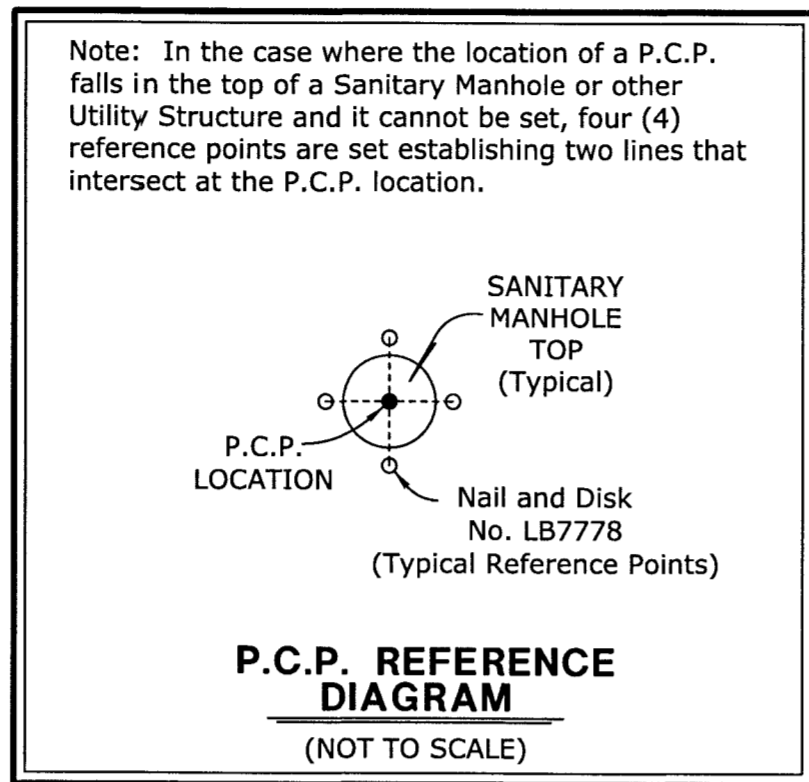 Note: In the case where the location of a P.C.P.
falls in the top of a Sanitary Manhole or other
Utility Structure and it cannot be set, four (4)
reference points are set establishing two lines that
intersect at the P.C.P. location.
SANITARY
MANHOLE
TOP
(Typical)
P.C.P.
LOCATION
Nail and Disk
No. LB7778
(Typical Reference Points)
P.C.P. REFERENCE
DIAGRAM
(NOT TO SCALE)